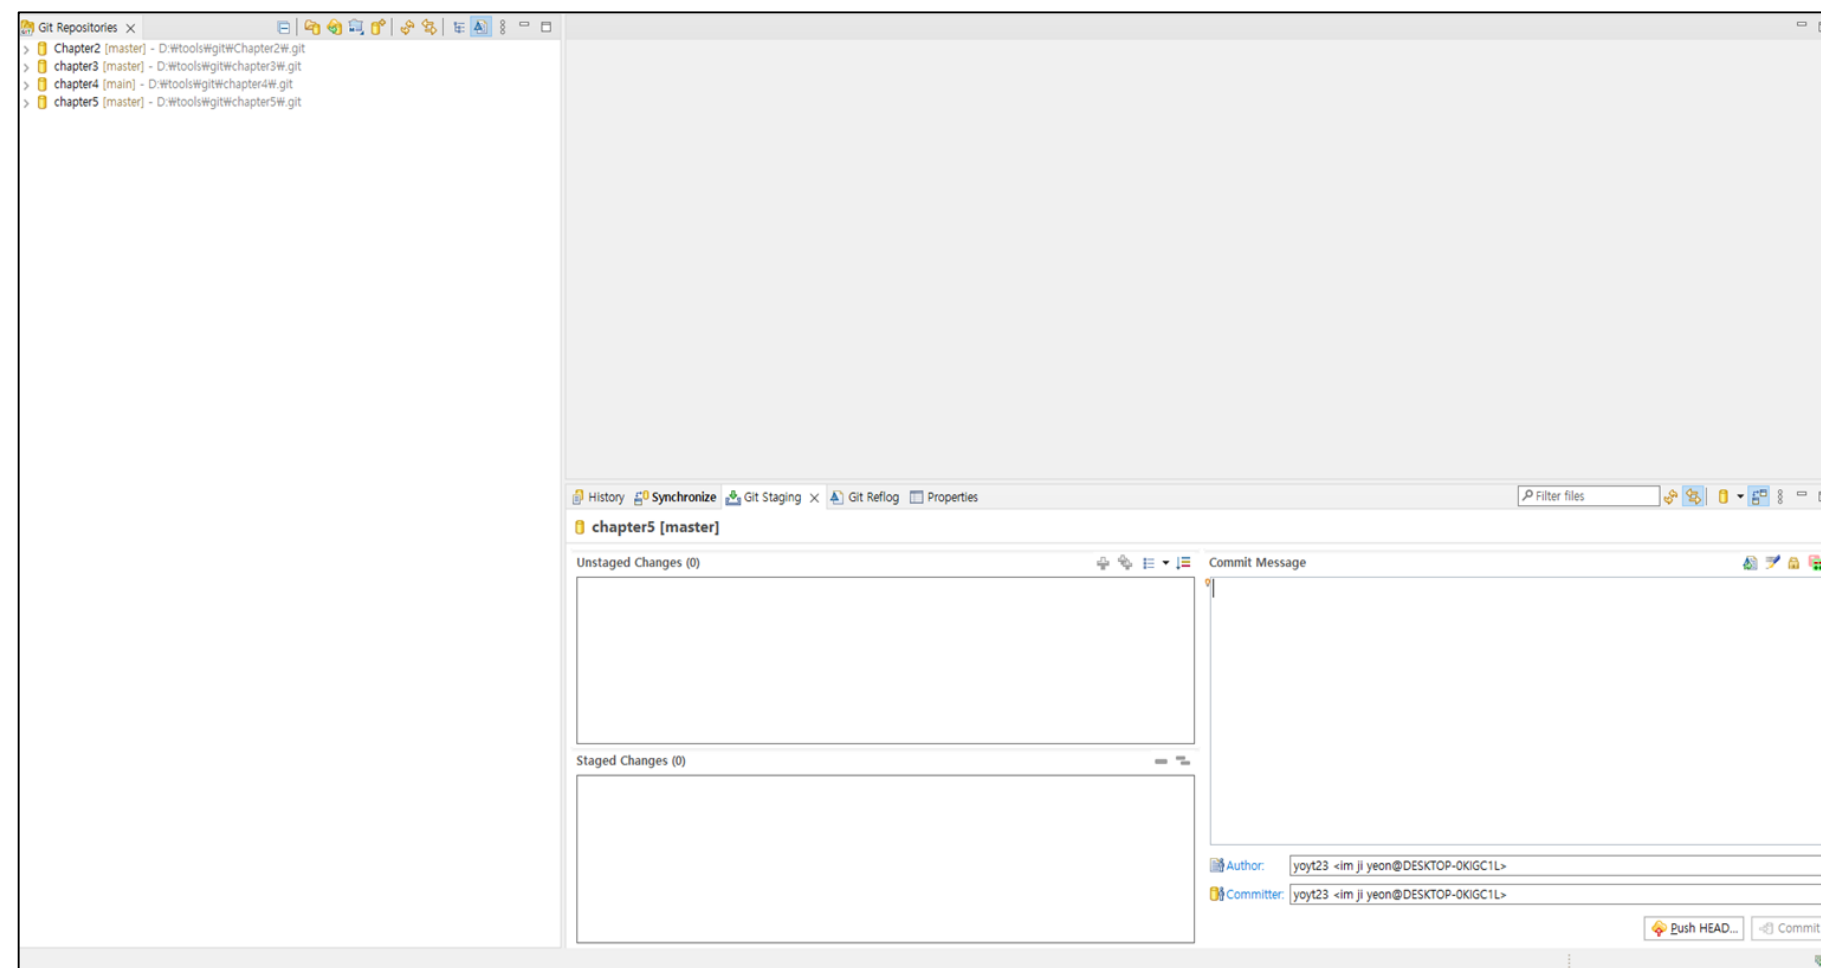 Git Repositories
Chapter2 [master] - D:₩tools₩git₩Chapter2₩.git
chapter3 [master] - D:₩tools₩git₩chapter3₩.git
chapter4 [main] - D:₩tools₩git₩chapter4₩.git
chapter5 [master] - D:₩tools₩git₩chapter5₩.git
History Synchronize Git Staging Git Reflog Properties Filter files
chapter5 [master]
Unstaged Changes (0)
Staged Changes (0)
Commit Message
Author: yoyt23 <im ji yeon@DESKTOP-0KIGC1L>
Committer: yoyt23 <im ji yeon@DESKTOP-0KIGC1L>
Push HEAD... Commit